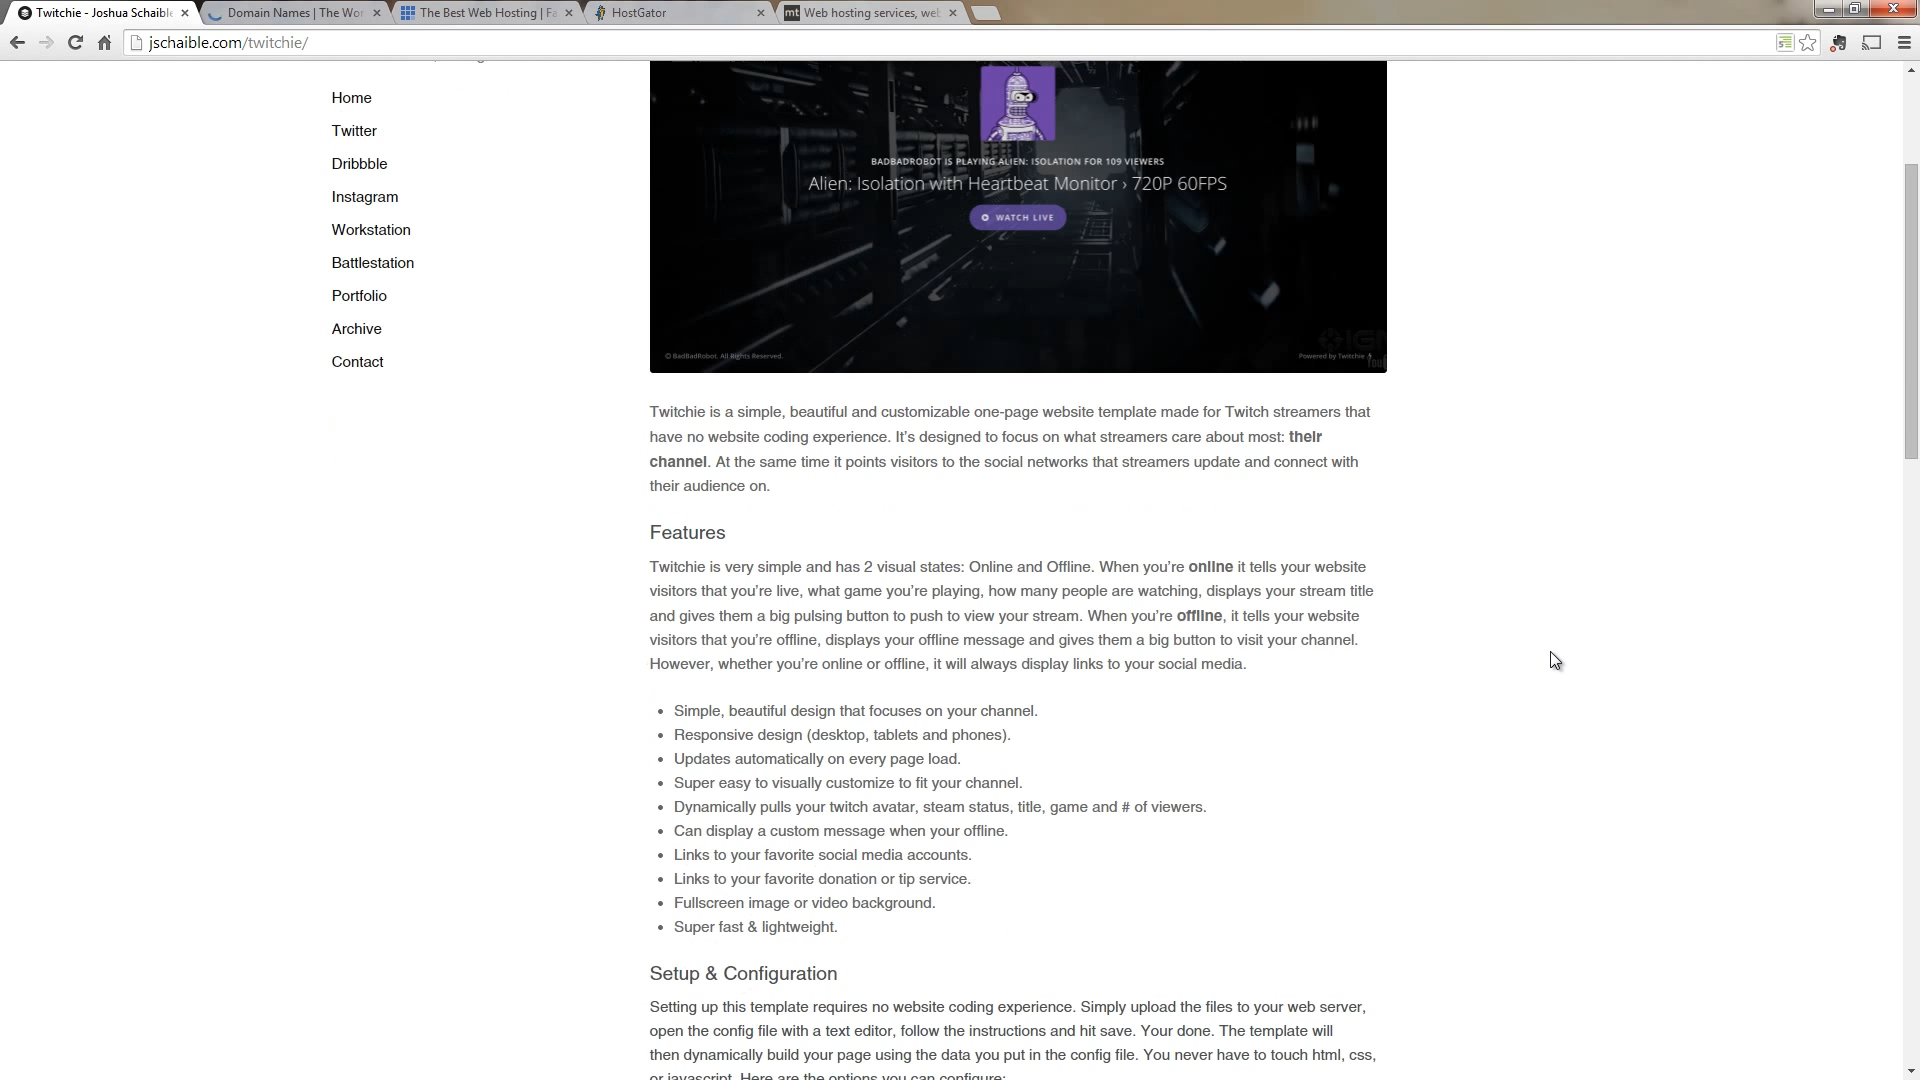 Twitchie - Joshua Schaible
Domain Names | The Wor
The Best Web Hosting | Fa
HostGator
mt Web hosting services, web
jschaible.com/twitchie/
Home
Twitter
Dribbble
Instagram
Workstation
Battlestation
Portfolio
Archive
Contact
BADBADROBOT IS PLAYING ALIEN: ISOLATION FOR 109 VIEWERS
Alien: Isolation with Heartbeat Monitor › 720P 60FPS
WATCH LIVE
IGN
© BadBadRobot. All Rights Reserved.
Powered by Twitchie
You
Twitchie is a simple, beautiful and customizable one-page website template made for Twitch streamers that
have no website coding experience. It's designed to focus on what streamers care about most: their
channel. At the same time it points visitors to the social networks that streamers update and connect with
their audience on.
Features
Twitchie is very simple and has 2 visual states: Online and Offline. When you're online it tells your website
visitors that you're live, what game you're playing, how many people are watching, displays your stream title
and gives them a big pulsing button to push to view your stream. When you're offline, it tells your website
visitors that you're offline, displays your offline message and gives them a big button to visit your channel.
However, whether you're online or offline, it will always display links to your social media.
• Simple, beautiful design that focuses on your channel.
• Responsive design (desktop, tablets and phones).
• Updates automatically on every page load.
• Super easy to visually customize to fit your channel.
• Dynamically pulls your twitch avatar, steam status, title, game and # of viewers.
• Can display a custom message when your offline.
• Links to your favorite social media accounts.
• Links to your favorite donation or tip service.
• Fullscreen image or video background.
• Super fast & lightweight.
Setup & Configuration
Setting up this template requires no website coding experience. Simply upload the files to your web server,
open the config file with a text editor, follow the instructions and hit save. Your done. The template will
then dynamically build your page using the data you put in the config file. You never have to touch html, css,
or javascript. Here are the options you can configure: